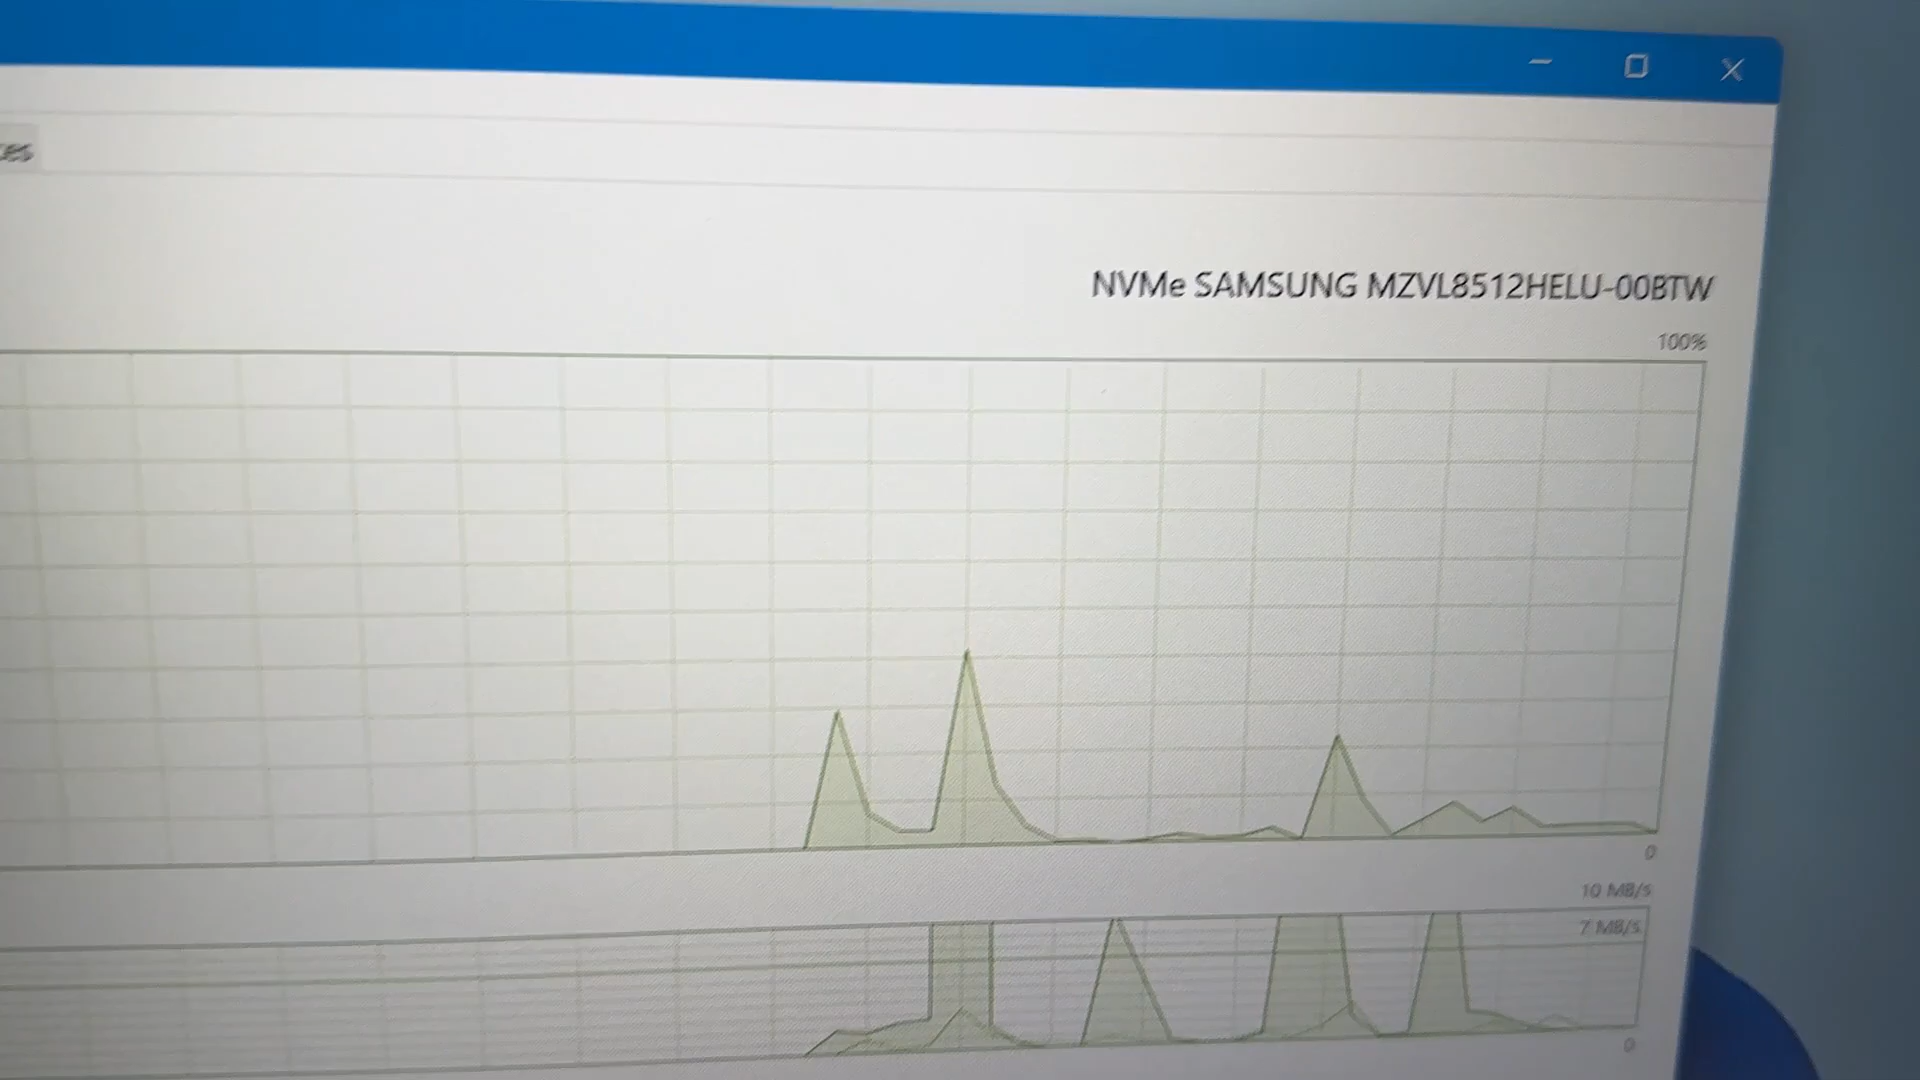 NVMe SAMSUNG MZVL8512HELU-00BTW
100%
0
10 MB/s
7 MB/s
0